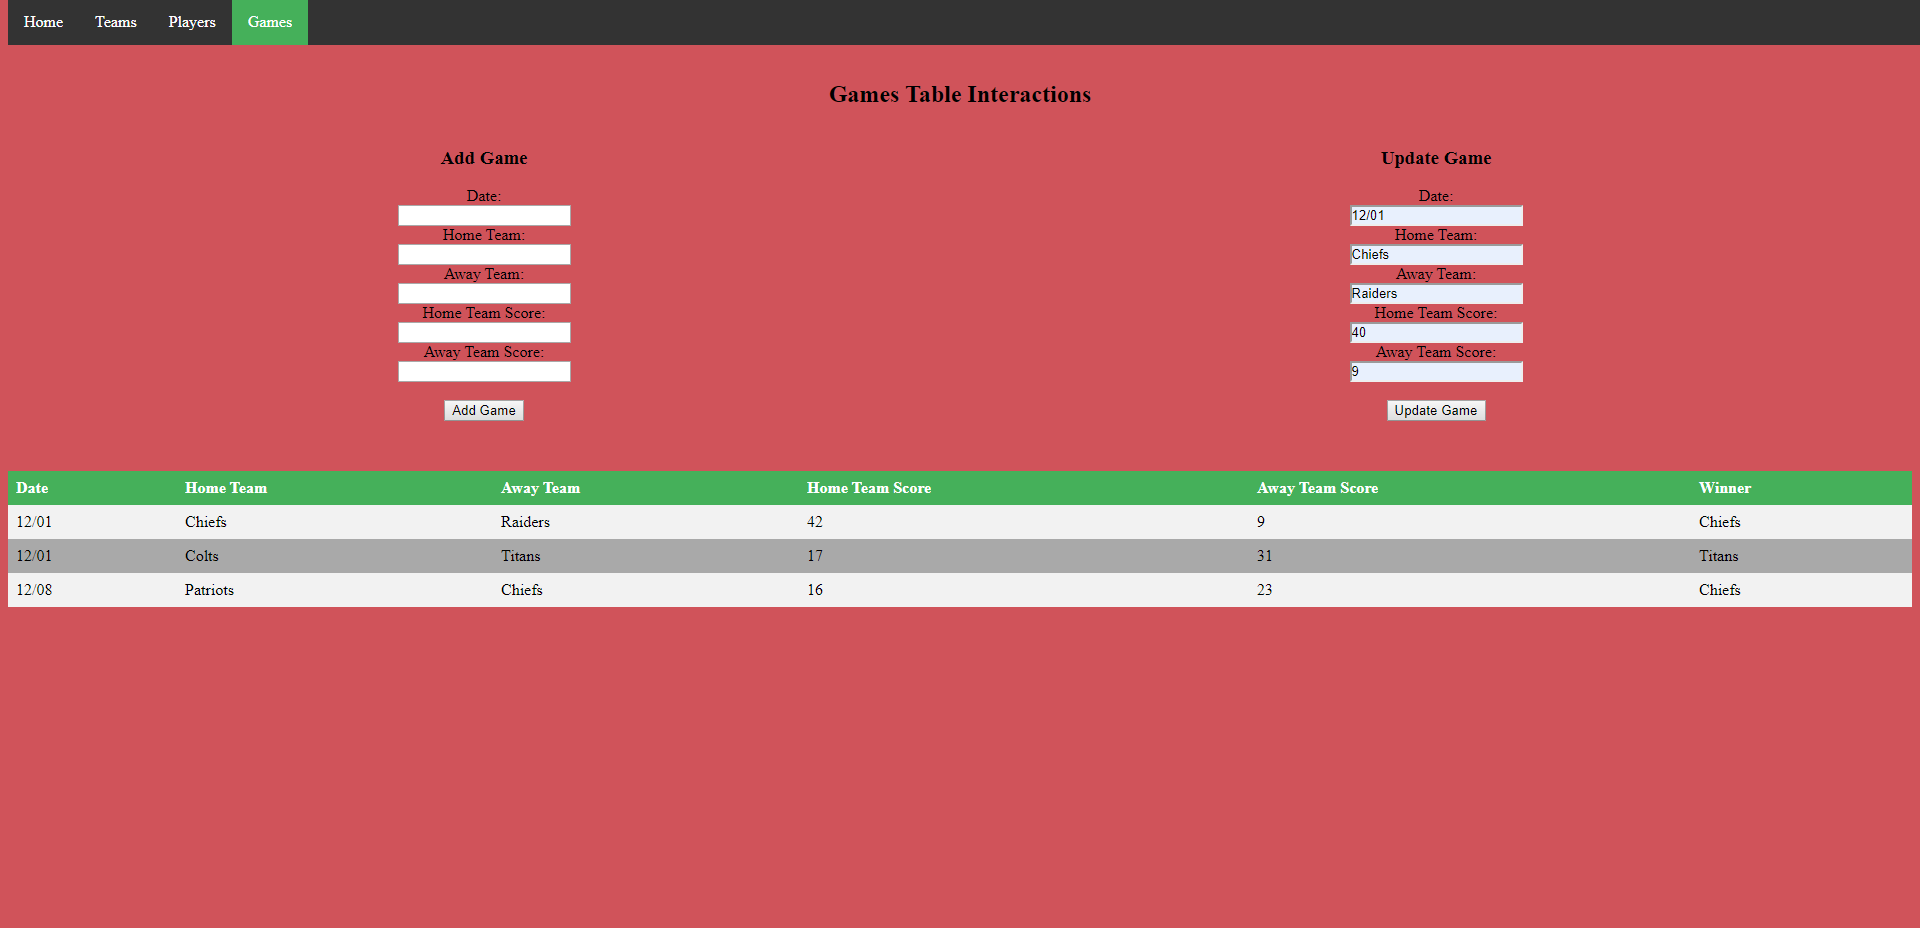 Home Teams Players Games
Games Table Interactions
Add Game
Date:
Home Team:
Away Team:
Home Team Score:
Away Team Score:
Add Game
Update Game
Date:
12/01
Home Team:
Chiefs
Away Team:
Raiders
Home Team Score:
40
Away Team Score:
9
Update Game
Date Home Team Away Team Home Team Score Away Team Score Winner
12/01 Chiefs Raiders 42 9 Chiefs
12/01 Colts Titans 17 31 Titans
12/08 Patriots Chiefs 16 23 Chiefs